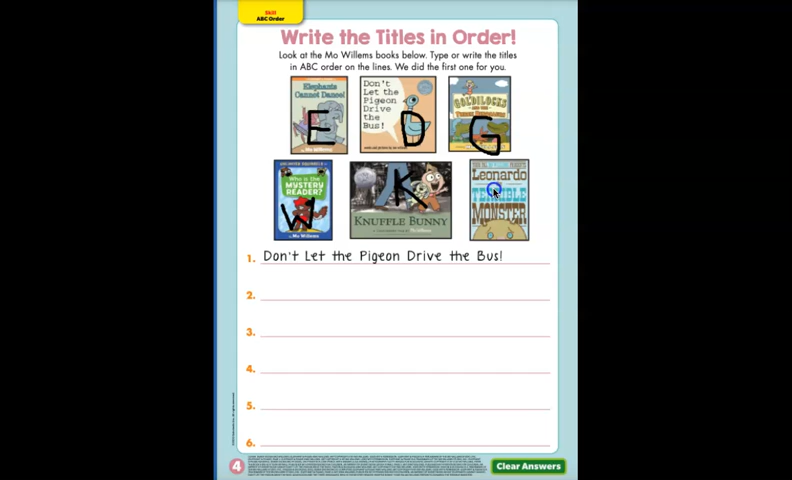 Skill
ABC Order
Write the Titles in Order!
Look at the Mo Willems books below. Type or write the titles
in ABC order on the lines. We did the first one for you.
Elephants
Cannot Dance!
E
Don't
Let the
Pigeon
Drive
the
Bus!
D
GOLDILOCKS
G
Who is the
MYSTERY
READER?
Mo Willems
W
K
KNUFFLE BUNNY
Leonardo
TERRIBLE
MONSTER
1. Don't Let the Pigeon Drive the Bus!
2.
3.
4.
5.
6.
4
Clear Answers